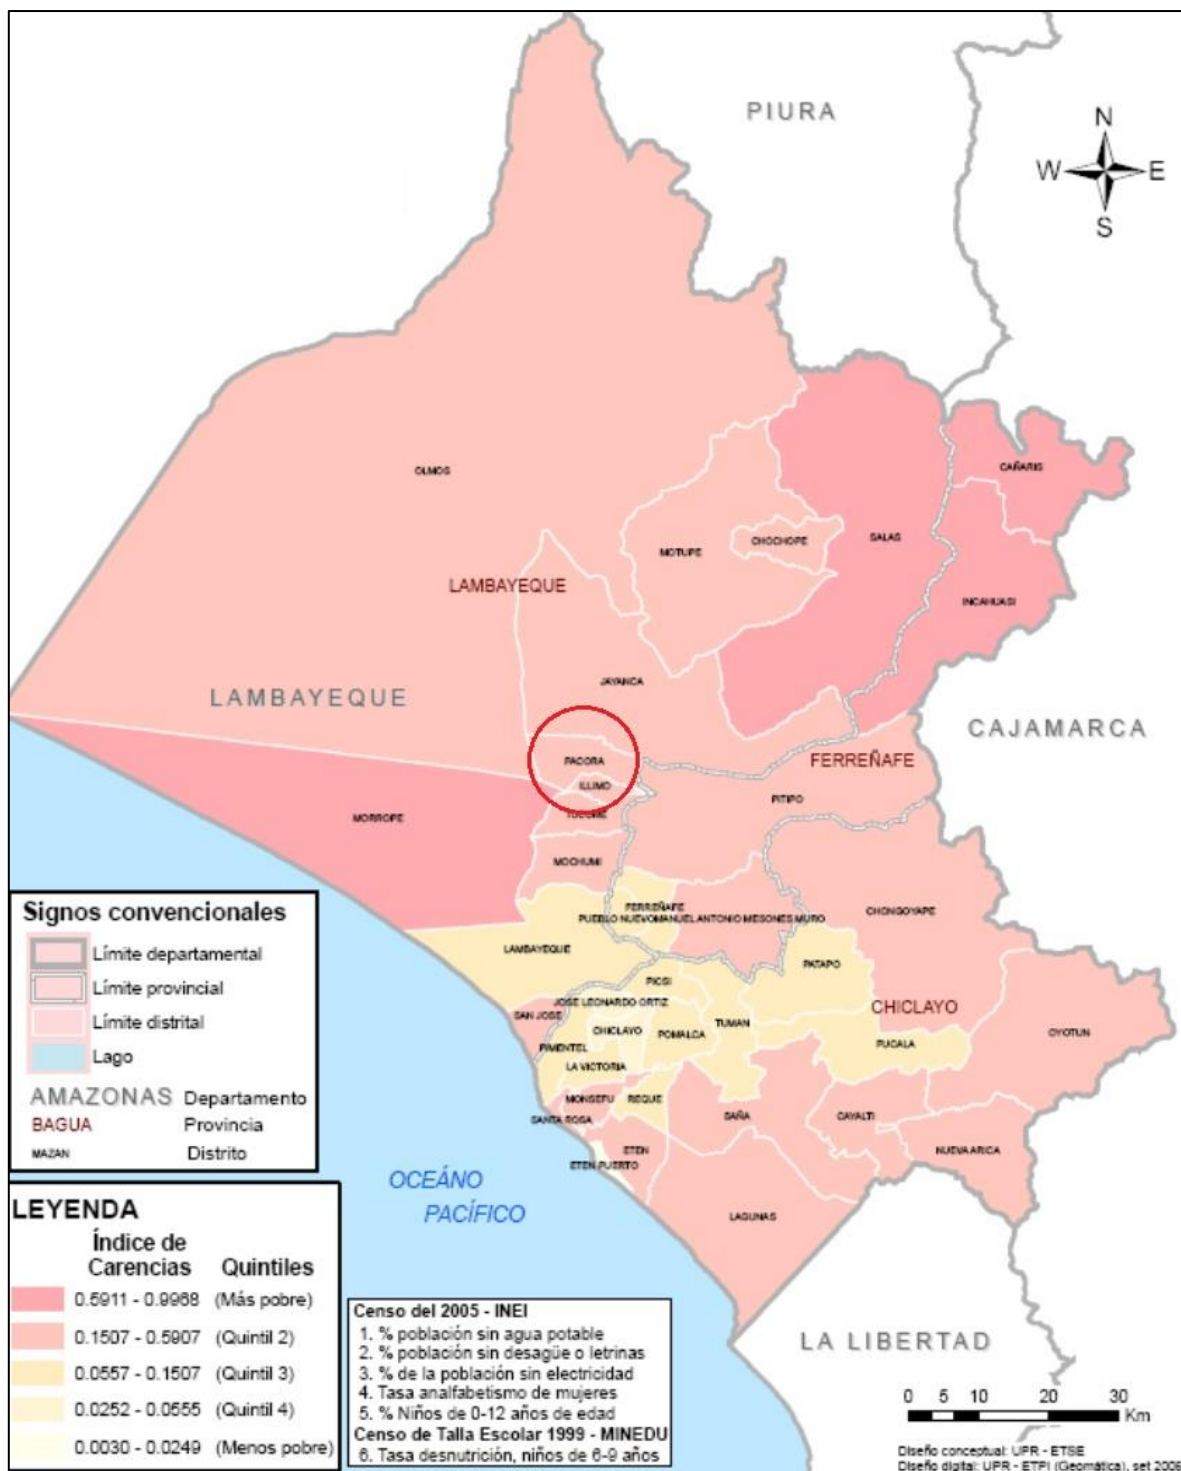 PIURA
N
W E
S
OLMOS
CAÑARIS
MOTUPE
CHOCHOPE
SALAS
LAMBAYEQUE
INCAHUASI
JAYANCA
LAMBAYEQUE
CAJAMARCA
PACORA
FERREÑAFE
ILLIMO
PITIPO
MORROPE
TUCUME
MOCHUMI
FERREÑAFE
CHONGOYAPE
PUEBLO NUEVO
MANUEL ANTONIO MESONES MURO
LAMBAYEQUE
PATAPO
PICSI
JOSE LEONARDO ORTIZ
CHICLAYO
SAN JOSE
CHICLAYO
POMALCA
TUMAN
OYOTUN
PIMENTEL
PUCALA
LA VICTORIA
MONSEFU
REQUE
SANTA ROSA
SAÑA
CAYALTI
ETEN
NUEVA ARICA
ETEN PUERTO
LAGUNAS
OCEÁNO
PACÍFICO
LA LIBERTAD
Signos convencionales
Límite departamental
Límite provincial
Límite distrital
Lago
AMAZONAS Departamento
BAGUA Provincia
MAZAN Distrito
LEYENDA
Índice de
Carencias Quintiles
0.5911 - 0.9968 (Más pobre)
0.1507 - 0.5907 (Quintil 2)
0.0557 - 0.1507 (Quintil 3)
0.0252 - 0.0555 (Quintil 4)
0.0030 - 0.0249 (Menos pobre)
Censo del 2005 - INEI
1. % población sin agua potable
2. % población sin desagüe o letrinas
3. % de la población sin electricidad
4. Tasa analfabetismo de mujeres
5. % Niños de 0-12 años de edad
Censo de Talla Escolar 1999 - MINEDU
6. Tasa desnutrición, niños de 6-9 años
0 5 10 20 30
Km
Diseño conceptual: UPR - ETSE
Diseño digital: UPR - ETPI (Geomática), set 2006